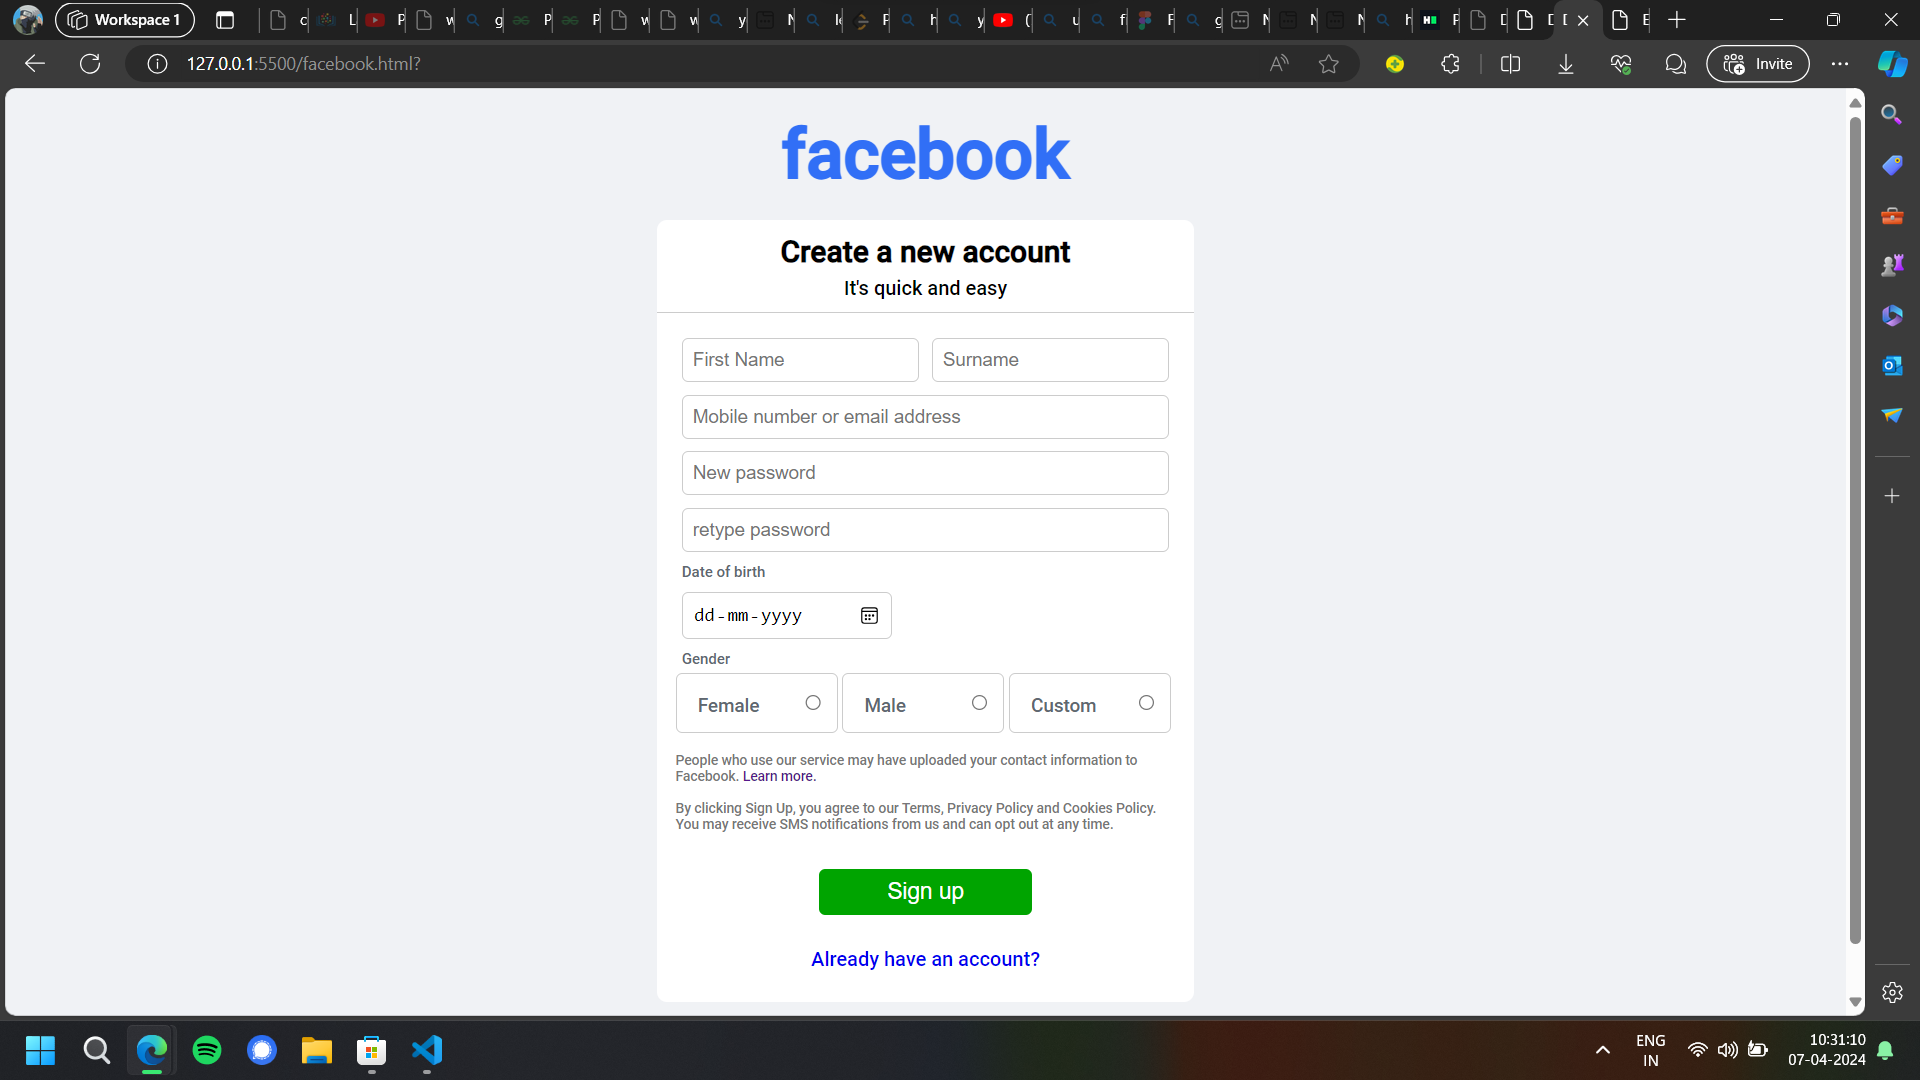 Workspace 1
127.0.0.1:5500/facebook.html?
Invite
facebook
Create a new account
It's quick and easy
First Name
Surname
Mobile number or email address
New password
retype password
Date of birth
dd-mm-yyyy
Gender
Female
Male
Custom
People who use our service may have uploaded your contact information to
Facebook. Learn more.
By clicking Sign Up, you agree to our Terms, Privacy Policy and Cookies Policy.
You may receive SMS notifications from us and can opt out at any time.
Sign up
Already have an account?
ENG
IN
10:31:10
07-04-2024